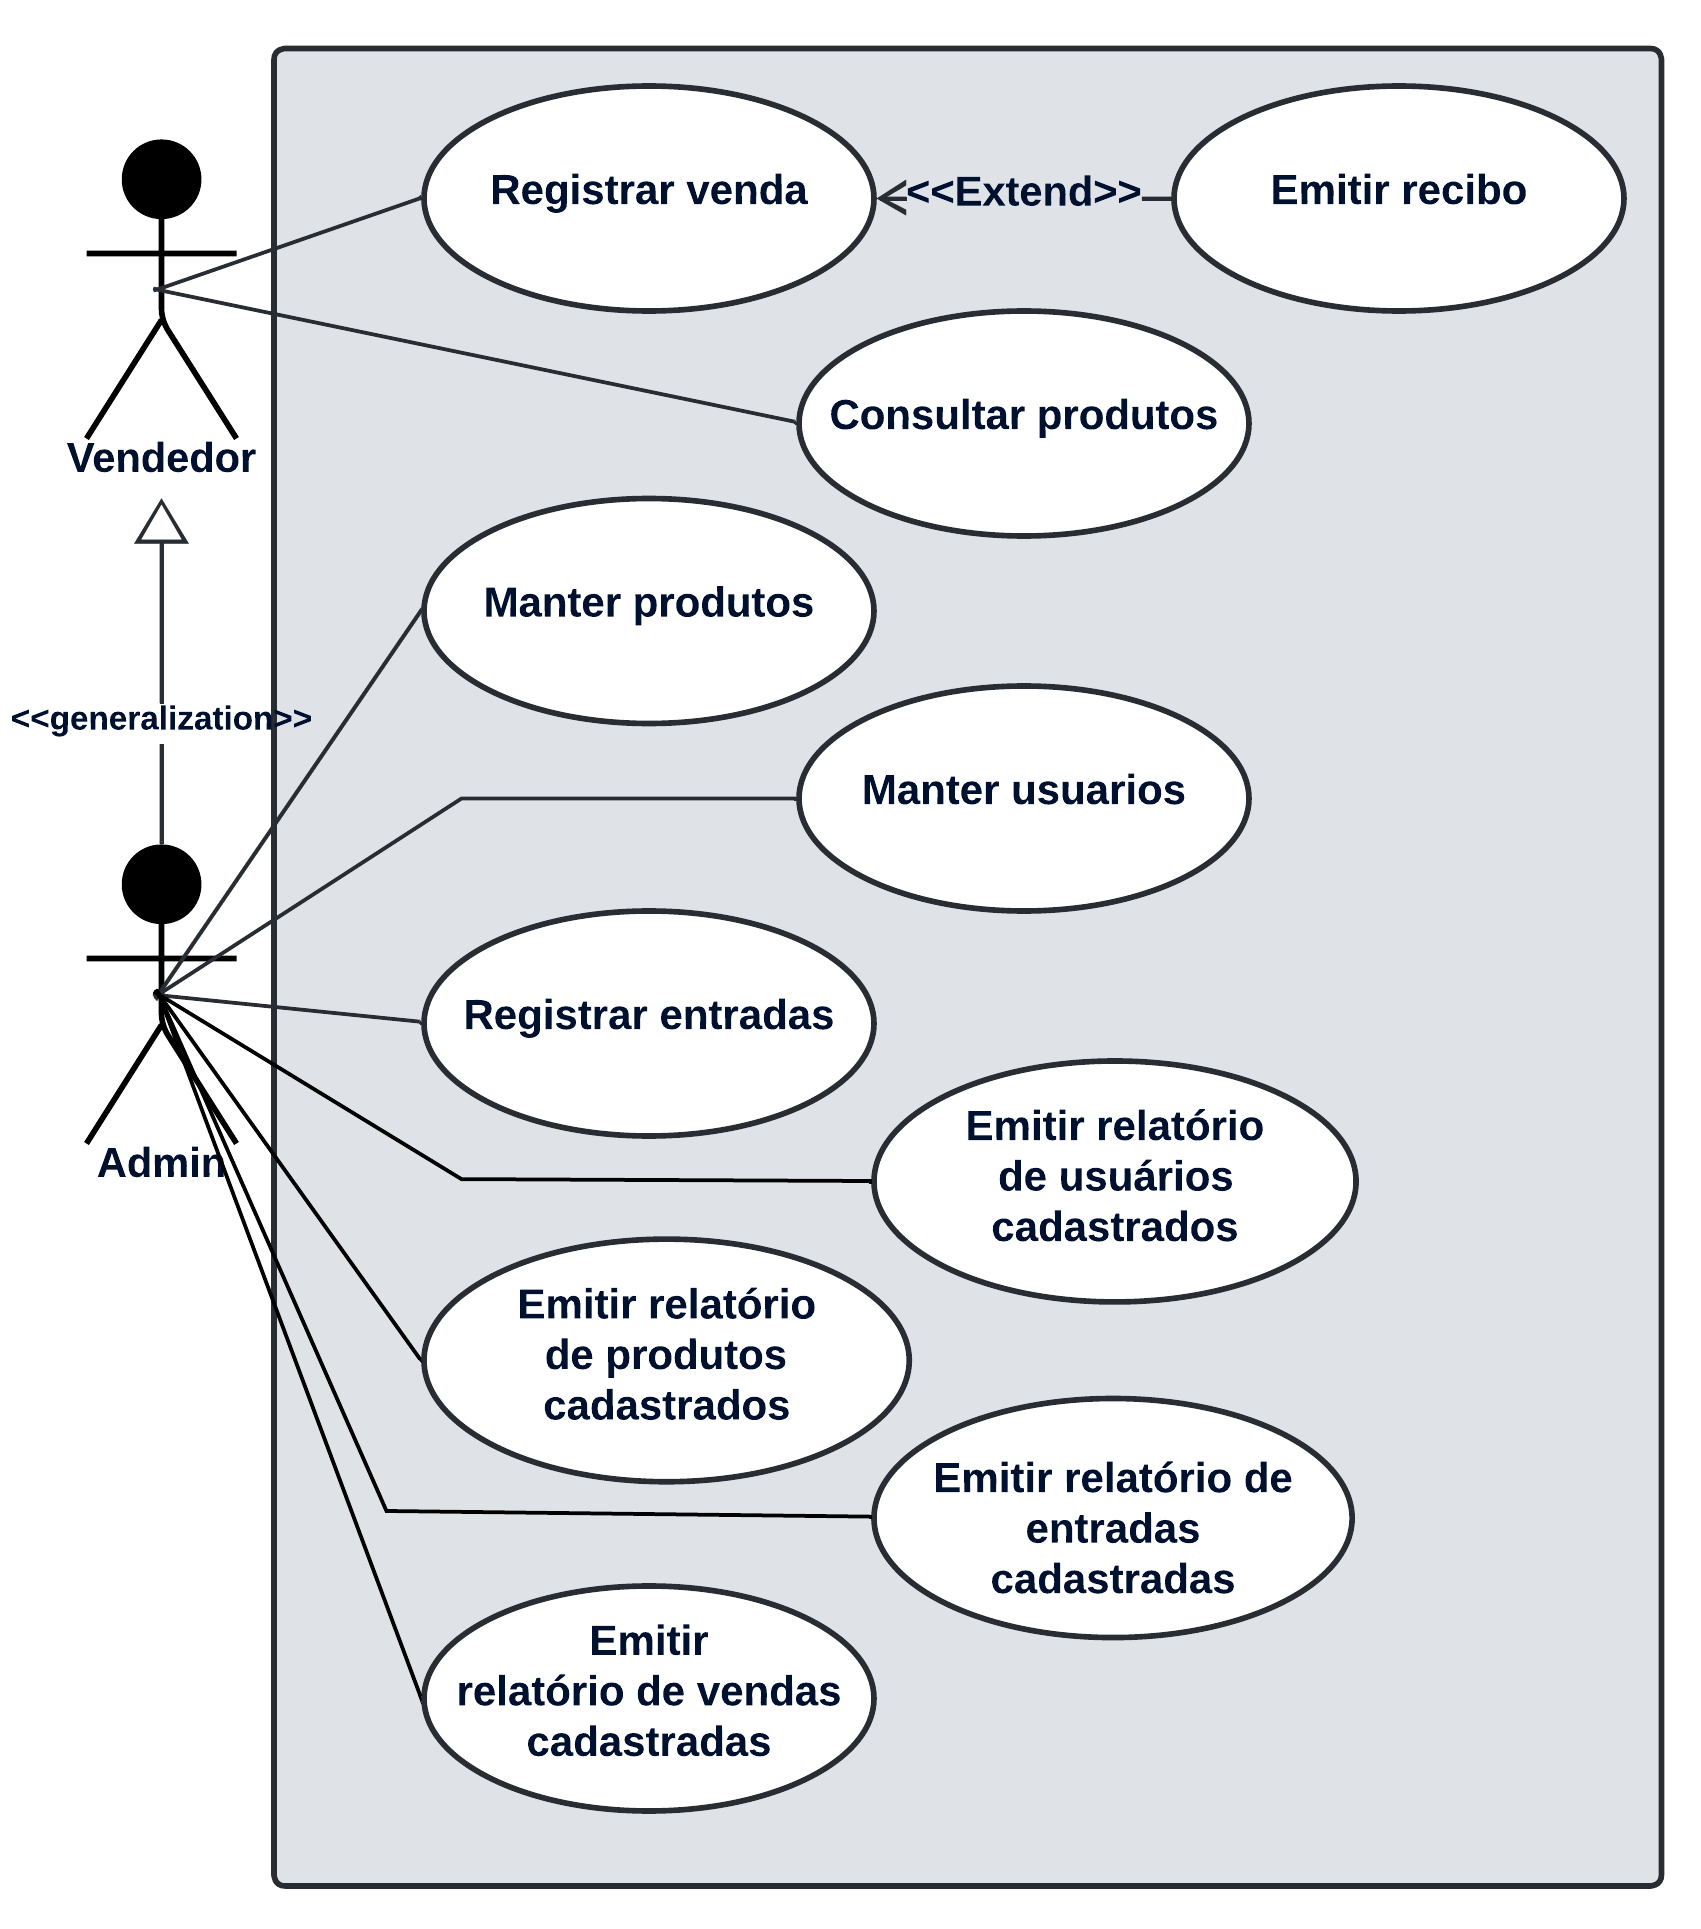 Registrar venda
<<Extend>>
Emitir recibo
Consultar produtos
Vendedor
Manter produtos
<<generalization>>
Manter usuarios
Registrar entradas
Admin
Emitir relatório
de usuários
cadastrados
Emitir relatório
de produtos
cadastrados
Emitir relatório de
entradas
cadastradas
Emitir
relatório de vendas
cadastradas